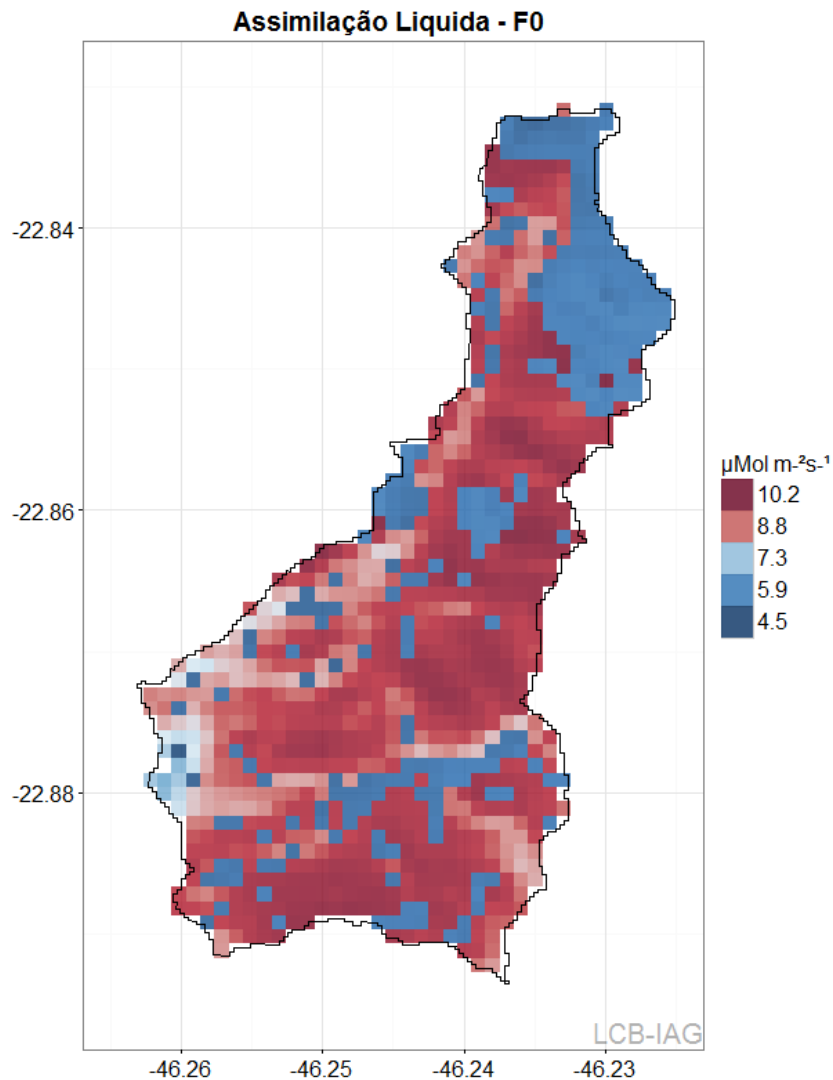 Assimilação Liquida - F0
-22.84
-22.86
-22.88
µMol m-²s-¹
10.2
8.8
7.3
5.9
4.5
LCB-IAG
-46.26 -46.25 -46.24 -46.23